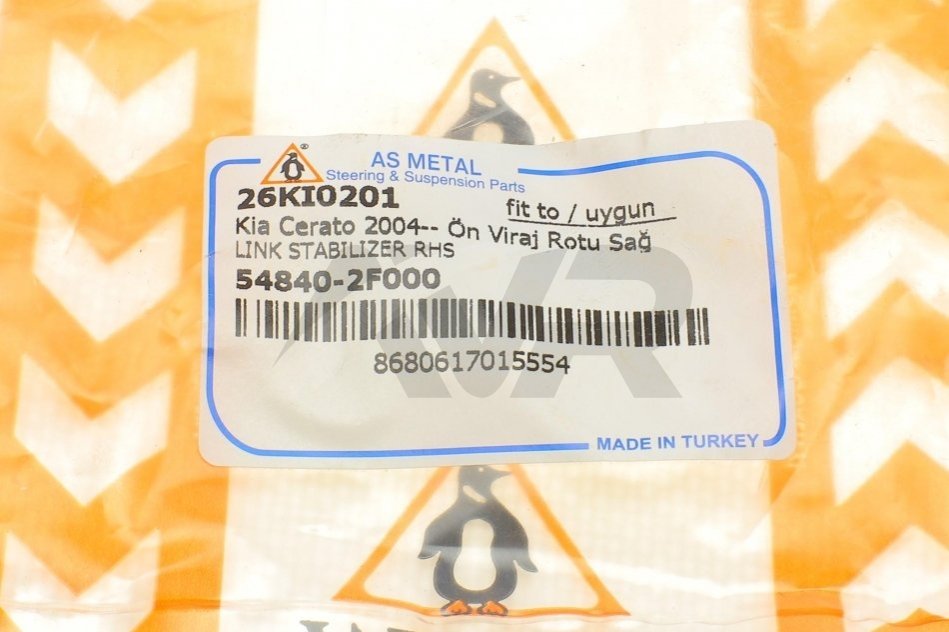 AS METAL
Steering & Suspension Parts
26KI0201
fit to / uygun
Kia Cerato 2004-- Ön Viraj Rotu Sağ
LINK STABILIZER RHS
54840-2F000
8680617015554
MADE IN TURKEY